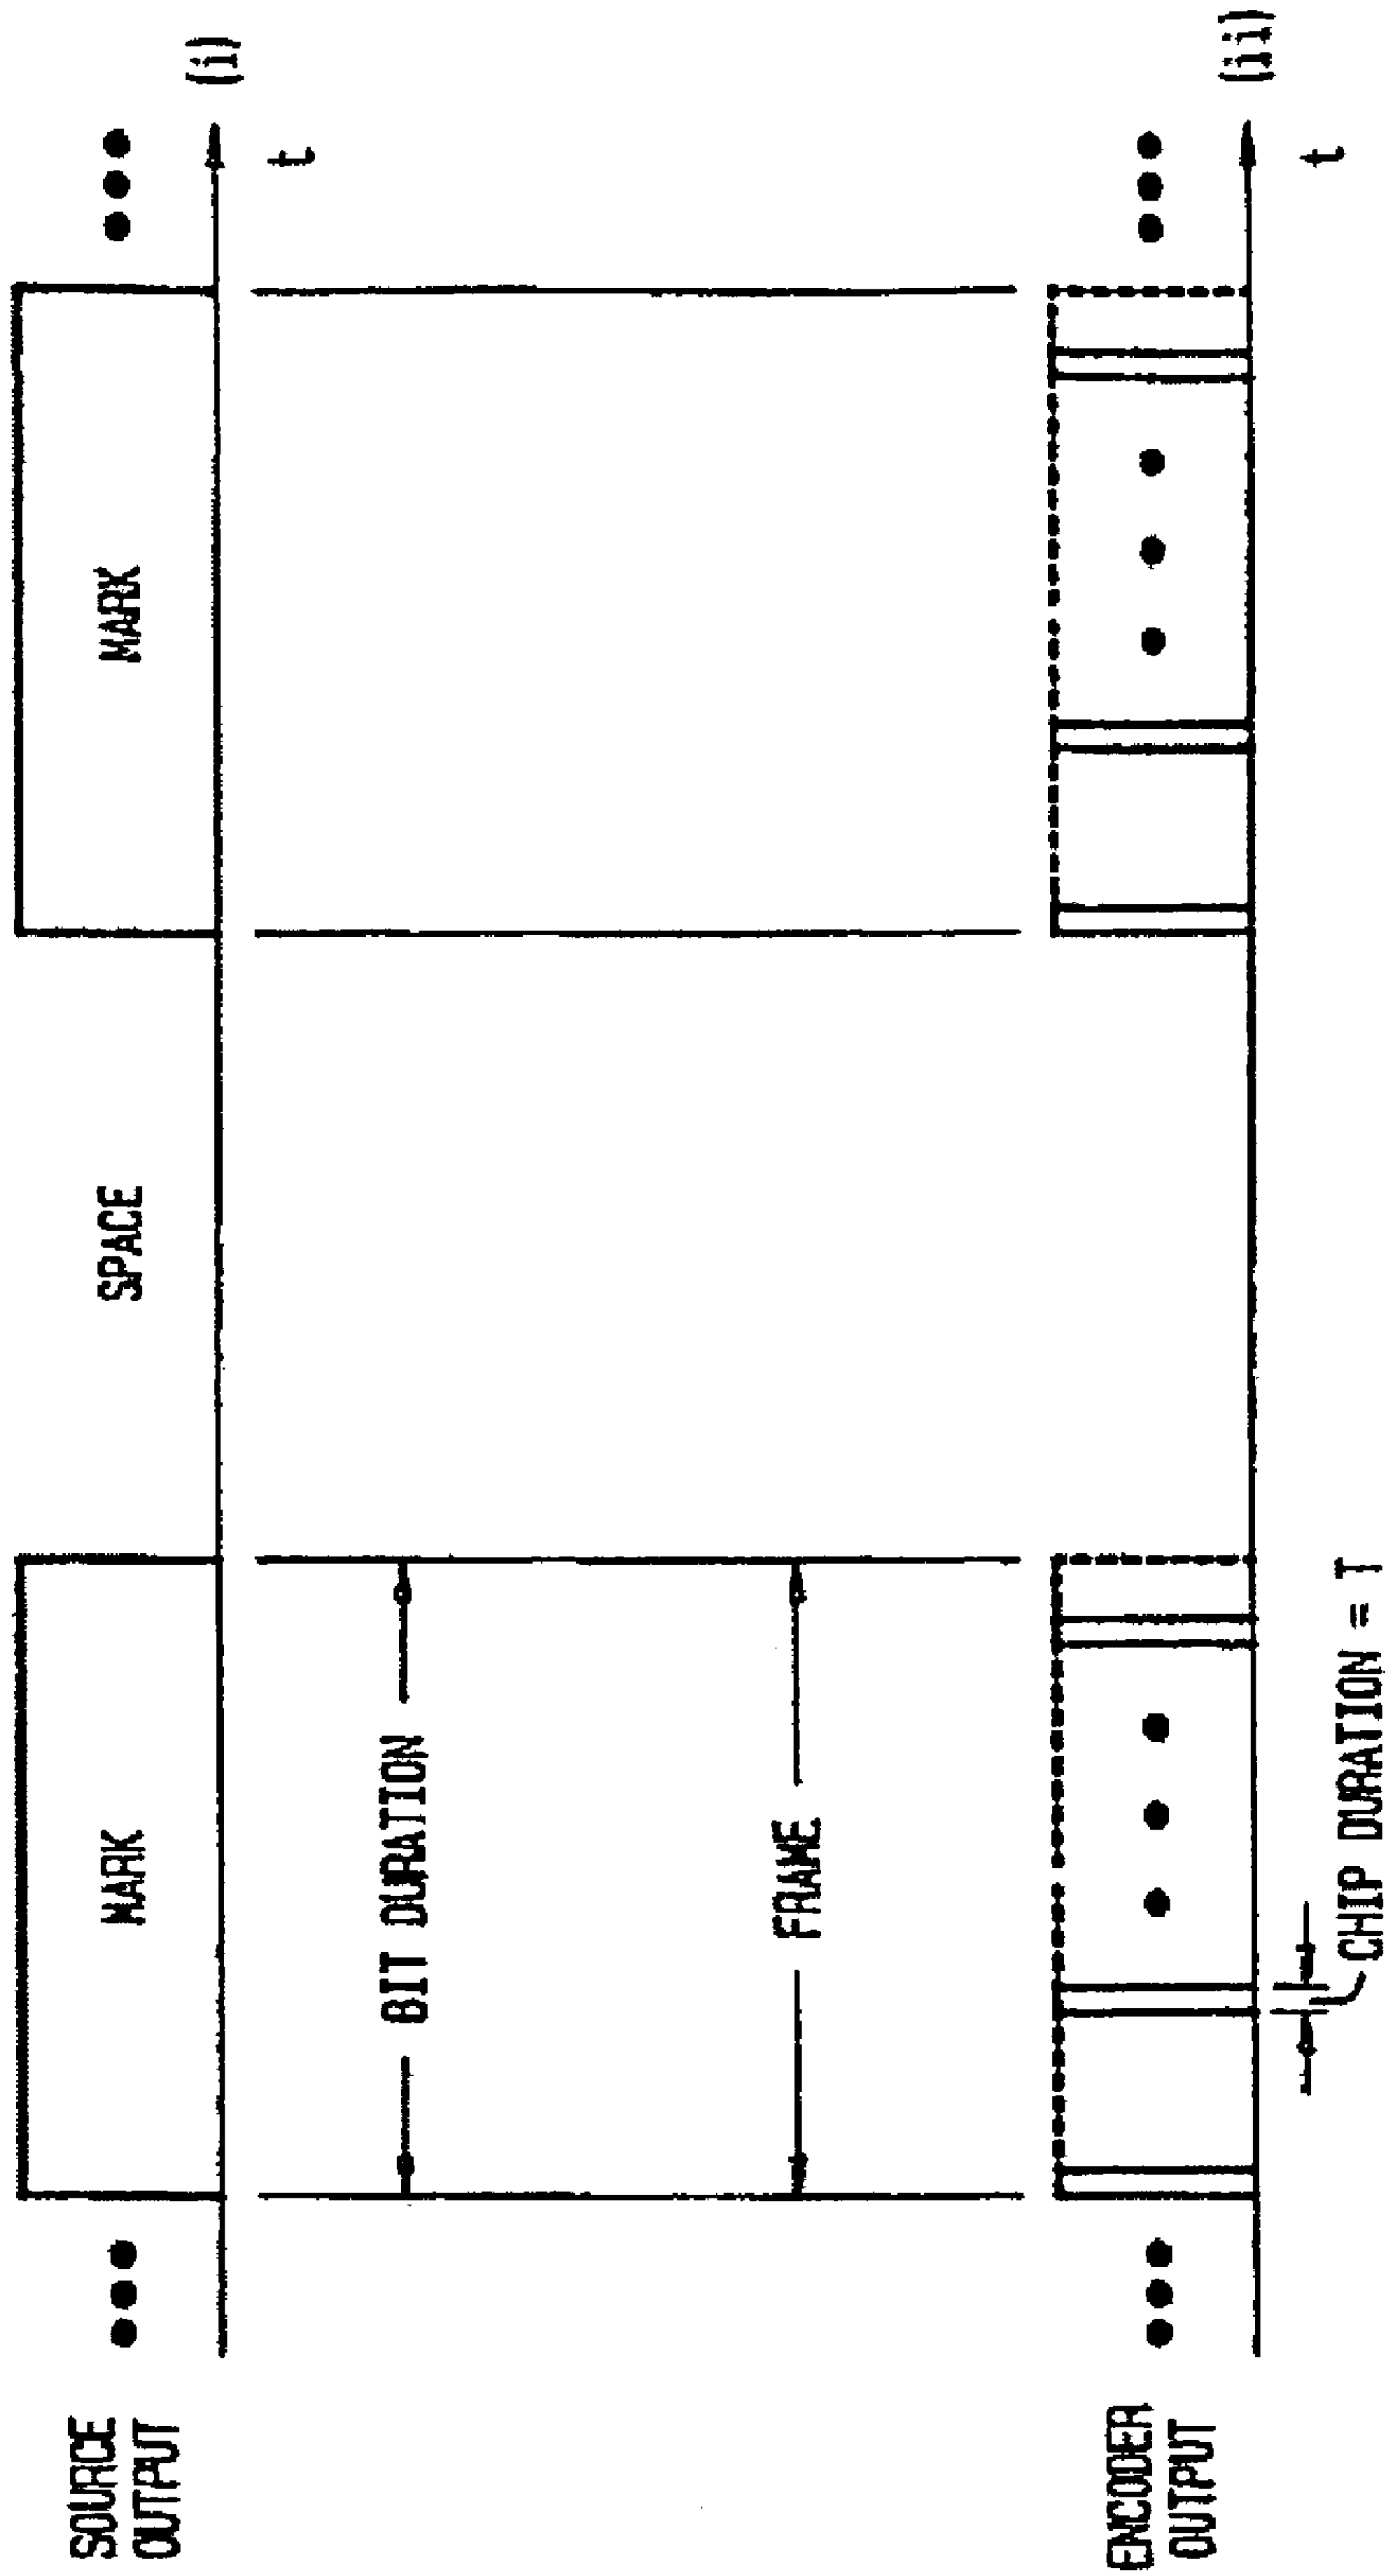 SOURCE
OUTPUT
MARK
SPACE
MARK
(i)
t
BIT DURATION
FRAME
ENCODER
OUTPUT
(ii)
t
CHIP DURATION = T